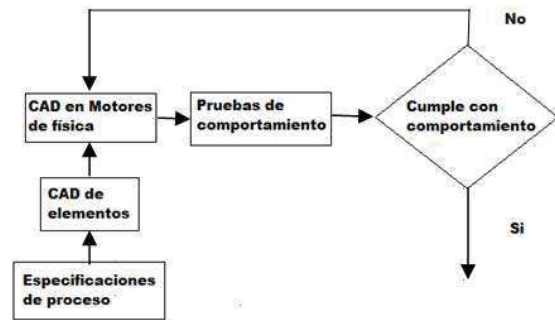 No
CAD en Motores
de física
Pruebas de
comportamiento
Cumple con
comportamiento
CAD de
elementos
Si
Especificaciones
de proceso